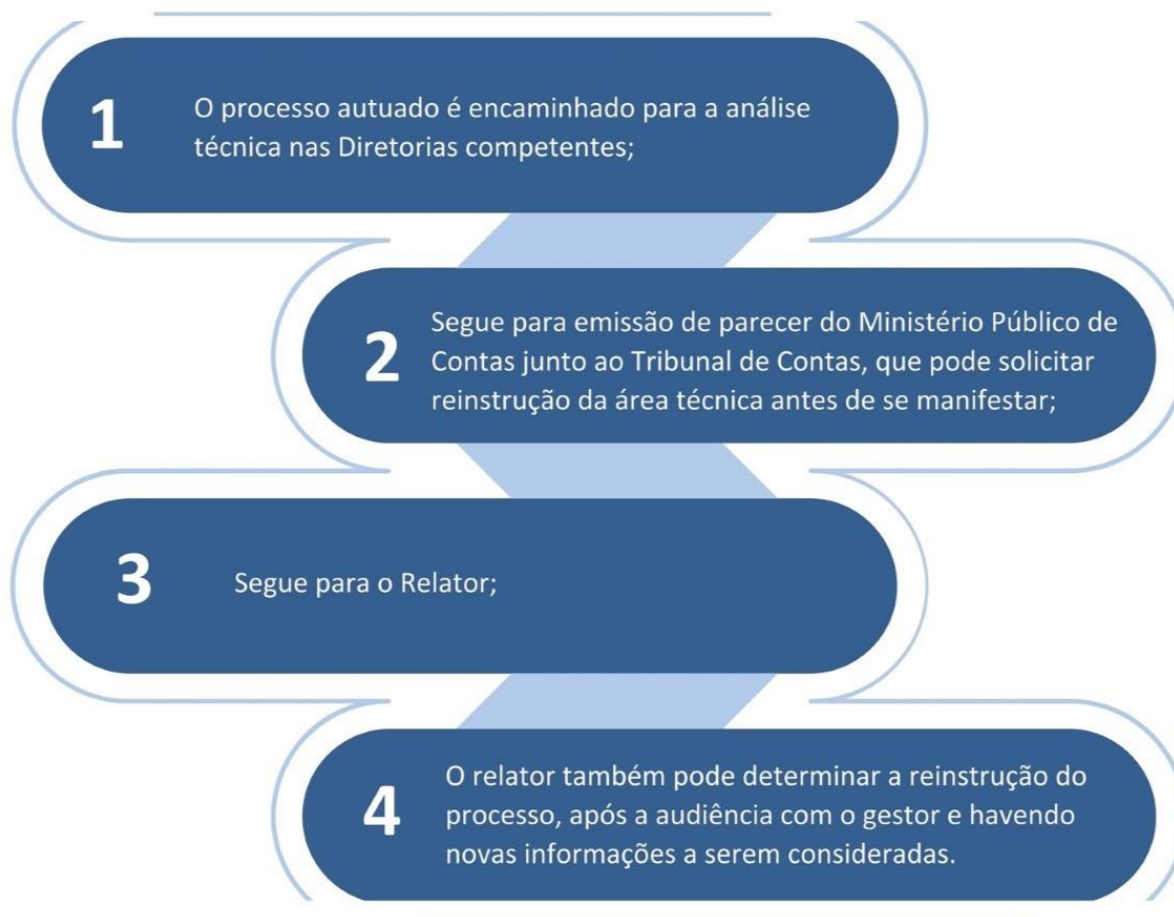 1
O processo autuado é encaminhado para a análise
técnica nas Diretorias competentes;
2
Segue para emissão de parecer do Ministério Público de
Contas junto ao Tribunal de Contas, que pode solicitar
reinstrução da área técnica antes de se manifestar;
3
Segue para o Relator;
4
O relator também pode determinar a reinstrução do
processo, após a audiência com o gestor e havendo
novas informações a serem consideradas.